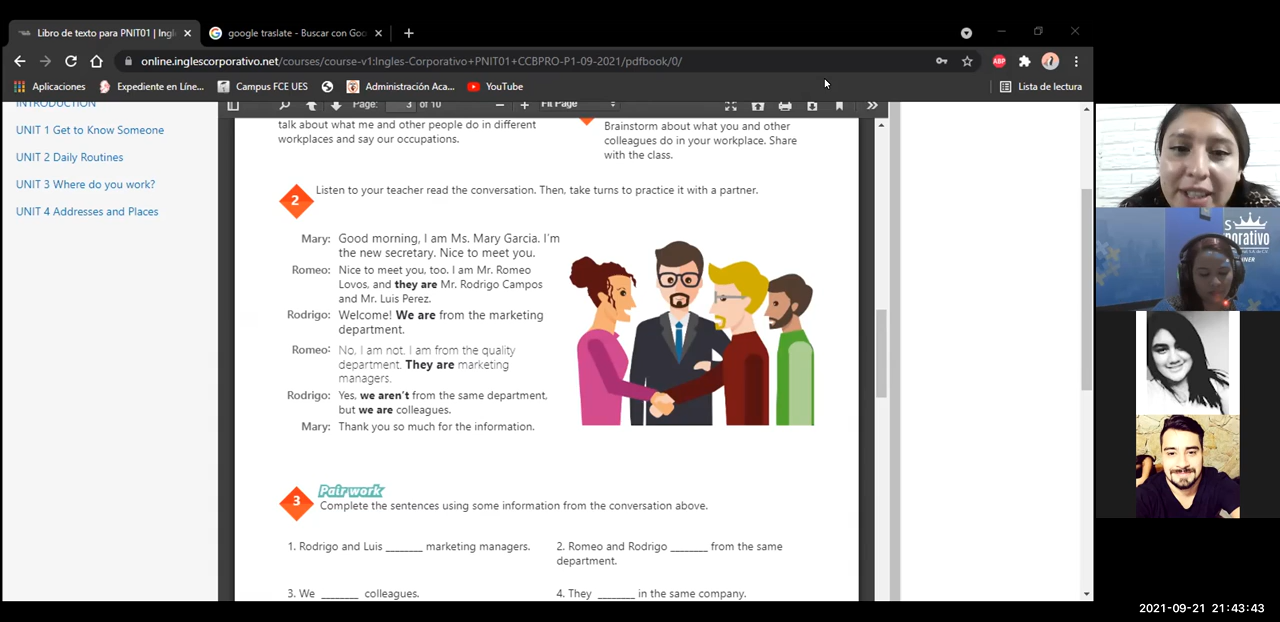 Libro de texto para PNIT01 | Ingl
google traslate - Buscar con Goo
online.inglescorporativo.net/courses/course-v1:Ingles-Corporativo+PNIT01+CCBPRO-P1-09-2021/pdfbook/0/
Aplicaciones
Expediente en Líne...
Campus FCE UES
Administración Aca...
YouTube
Lista de lectura
ABP
INTRODUCTION
UNIT 1 Get to Know Someone
UNIT 2 Daily Routines
UNIT 3 Where do you work?
UNIT 4 Addresses and Places
Page: 3 of 10
Fit Page
talk about what me and other people do in different
workplaces and say our occupations.
Brainstorm about what you and other
colleagues do in your workplace. Share
with the class.
2
Listen to your teacher read the conversation. Then, take turns to practice it with a partner.
Mary: Good morning, I am Ms. Mary Garcia. I'm
the new secretary. Nice to meet you.
Romeo: Nice to meet you, too. I am Mr. Romeo
Lovos, and they are Mr. Rodrigo Campos
and Mr. Luis Perez.
Rodrigo: Welcome! We are from the marketing
department.
Romeo: No. I am not. I am from the quality
department. They are marketing
managers.
Rodrigo: Yes, we aren't from the same department,
but we are colleagues.
Mary: Thank you so much for the information.
3
Pair work
Complete the sentences using some information from the conversation above.
1. Rodrigo and Luis _______ marketing managers.
2. Romeo and Rodrigo _______ from the same
department.
3. We _______ colleagues.
4. They _______ in the same company.
porativo
2021-09-21 21:43:43